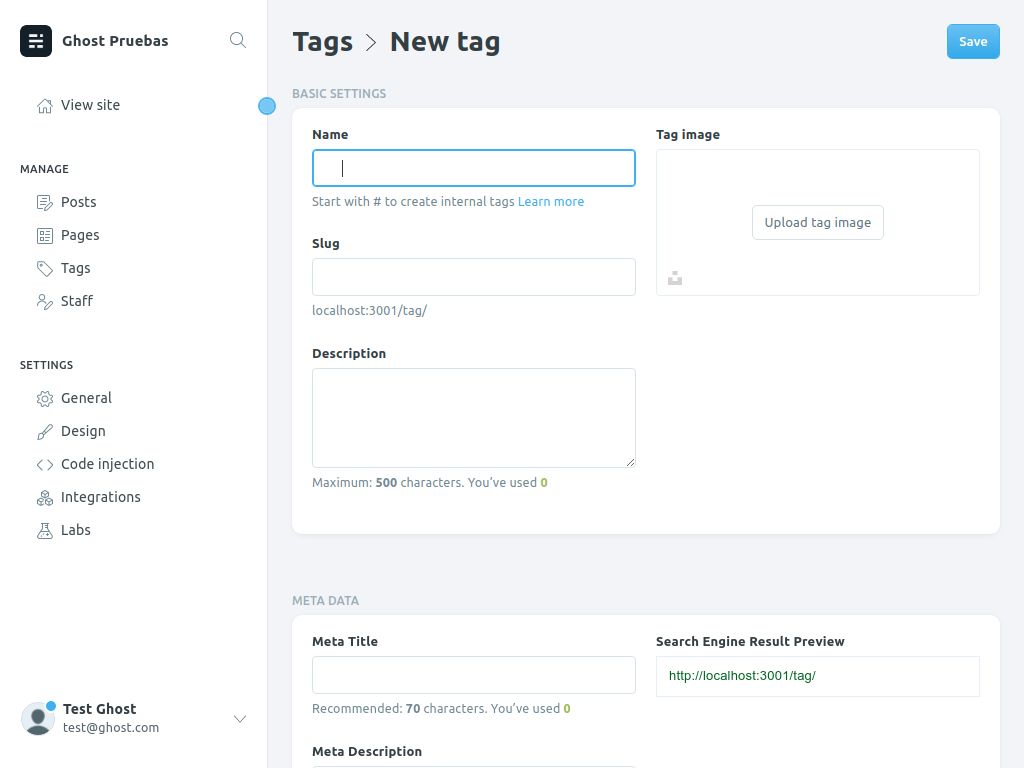 Ghost Pruebas
View site
MANAGE
Posts
Pages
Tags
Staff
SETTINGS
General
Design
Code injection
Integrations
Labs
Test Ghost
test@ghost.com
Tags > New tag
Save
BASIC SETTINGS
Name
Start with # to create internal tags Learn more
Slug
localhost:3001/tag/
Description
Maximum: 500 characters. You’ve used 0
Tag image
Upload tag image
META DATA
Meta Title
Recommended: 70 characters. You’ve used 0
Meta Description
Search Engine Result Preview
http://localhost:3001/tag/